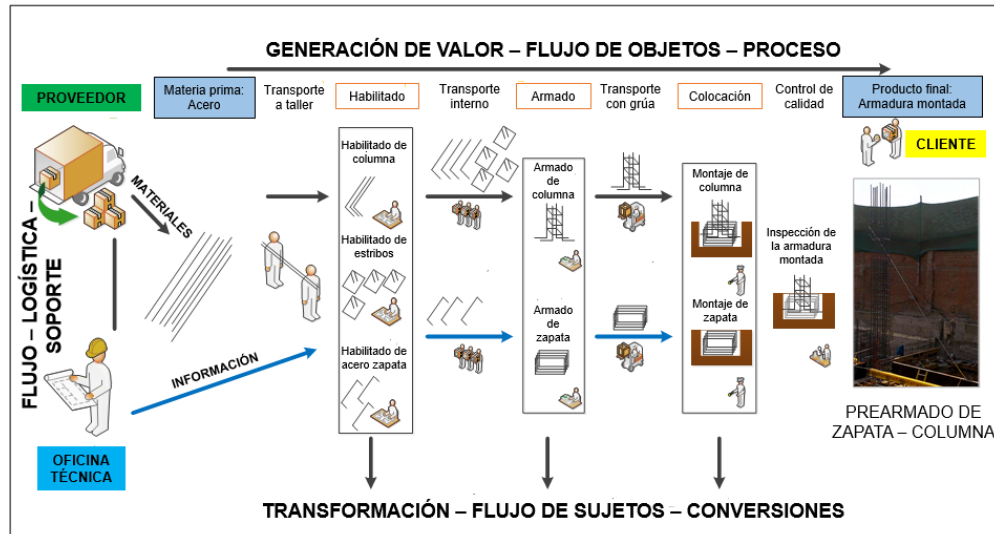 GENERACIÓN DE VALOR – FLUJO DE OBJETOS – PROCESO
PROVEEDOR
Materia prima:
Acero
Transporte
a taller
Habilitado
Transporte
interno
Armado
Transporte
con grúa
Colocación
Control de
calidad
Producto final:
Armadura montada
CLIENTE
FLUJO – LOGÍSTICA –
SOPORTE
MATERIALES
INFORMACIÓN
OFICINA
TÉCNICA
Habilitado de
columna
Habilitado de
estribos
Habilitado de
acero zapata
Armado
de
columna
Armado de
zapata
Montaje de
columna
Montaje de
zapata
Inspección de
la armadura
montada
PREARMADO DE
ZAPATA – COLUMNA
TRANSFORMACIÓN – FLUJO DE SUJETOS – CONVERSIONES